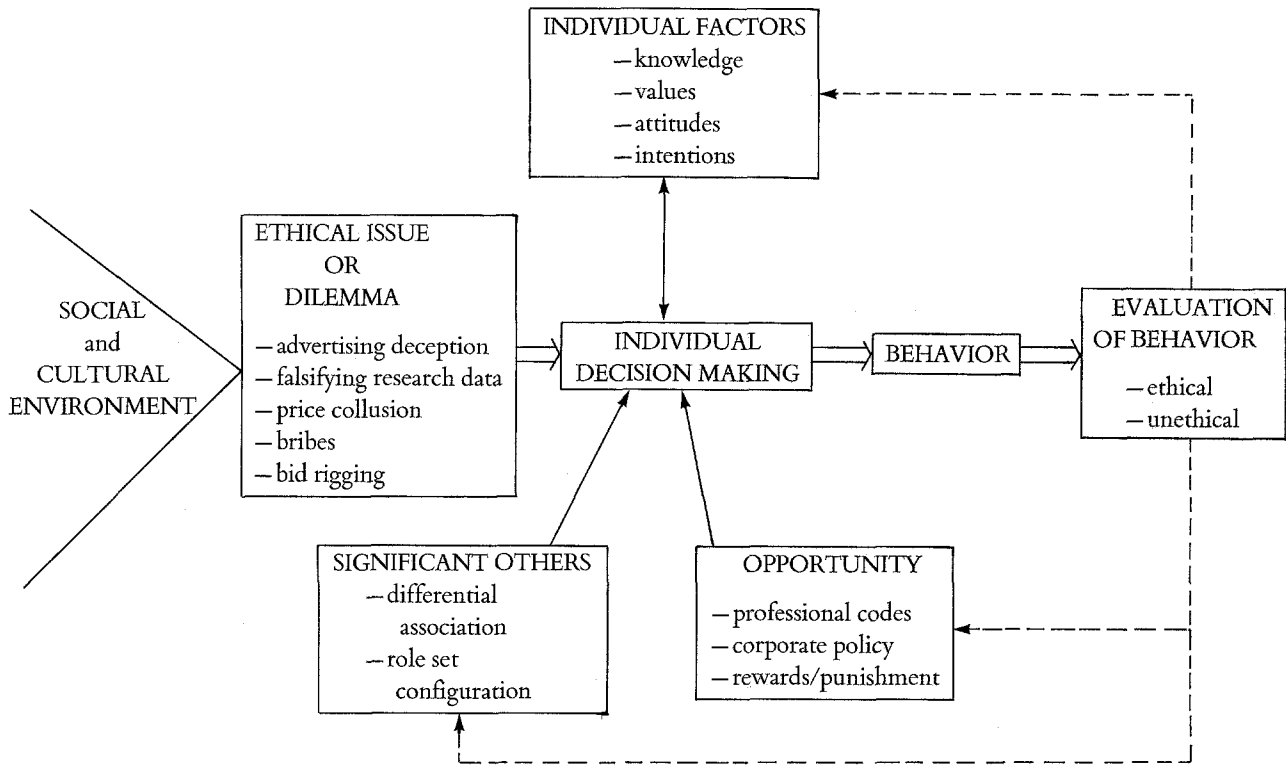 INDIVIDUAL FACTORS
—knowledge
—values
—attitudes
—intentions
SOCIAL
and
CULTURAL
ENVIRONMENT
ETHICAL ISSUE
OR
DILEMMA
—advertising deception
—falsifying research data
—price collusion
—bribes
—bid rigging
INDIVIDUAL
DECISION MAKING
BEHAVIOR
EVALUATION
OF BEHAVIOR
—ethical
—unethical
SIGNIFICANT OTHERS
—differential
association
—role set
configuration
OPPORTUNITY
—professional codes
—corporate policy
—rewards/punishment